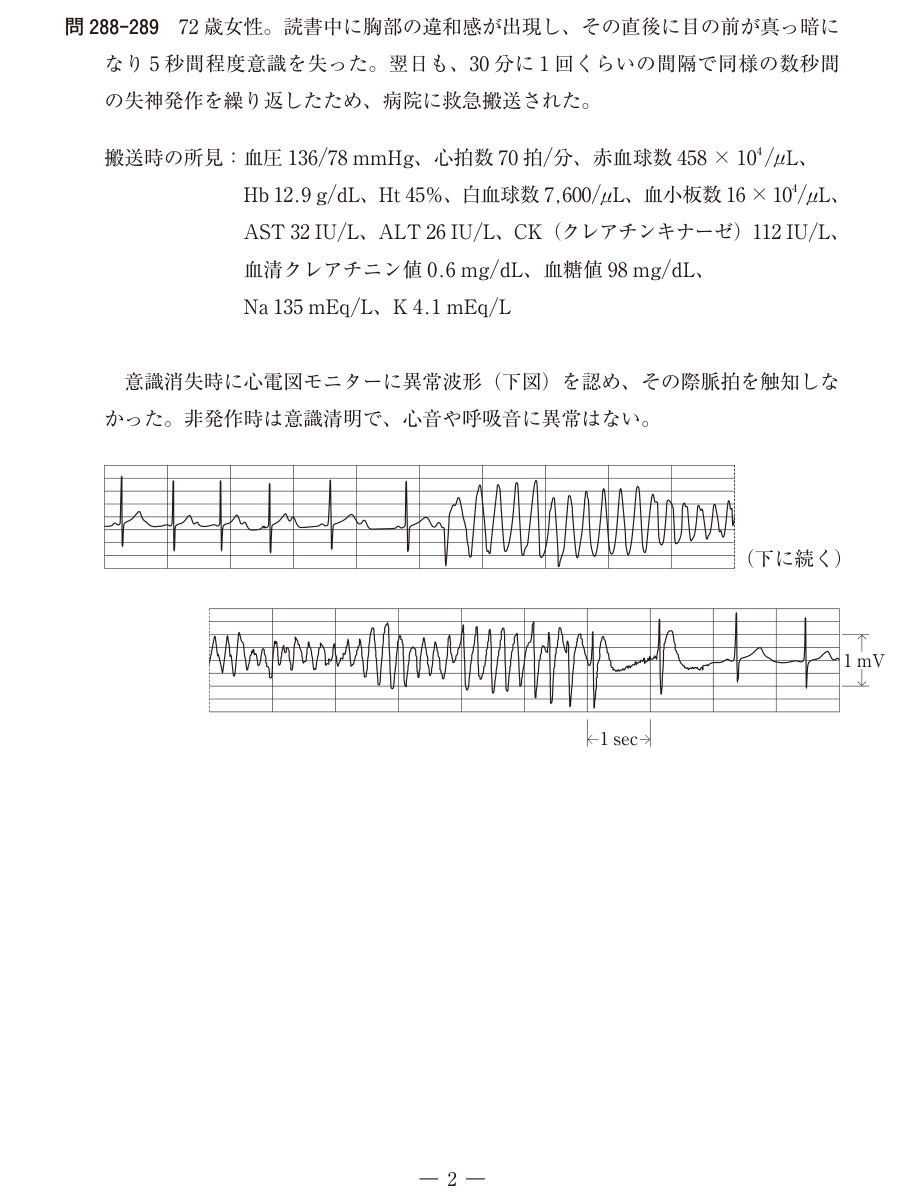 問 288-289 72 歳女性。読書中に胸部の違和感が出現し、その直後に目の前が真っ暗に
なり 5 秒間程度意識を失った。翌日も、30 分に 1 回くらいの間隔で同様の数秒間
の失神発作を繰り返したため、病院に救急搬送された。
搬送時の所見：血圧 136/78 mmHg、心拍数 70 拍/分、赤血球数 458 × 10⁴/μL、
Hb 12.9 g/dL、Ht 45%、白血球数 7,600/μL、血小板数 16 × 10⁴/μL、
AST 32 IU/L、ALT 26 IU/L、CK（クレアチンキナーゼ）112 IU/L、
血清クレアチニン値 0.6 mg/dL、血糖値 98 mg/dL、
Na 135 mEq/L、K 4.1 mEq/L
意識消失時に心電図モニターに異常波形（下図）を認め、その際脈拍を触知しな
かった。非発作時は意識清明で、心音や呼吸音に異常はない。
（下に続く）
1 mV
1 sec
— 2 —